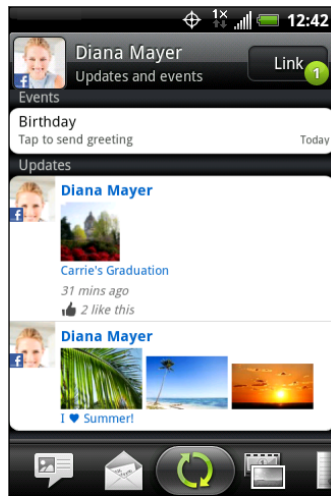 1X 12:42
Diana Mayer
Updates and events
Link
1
Events
Birthday
Tap to send greeting Today
Updates
f
Diana Mayer
Carrie's Graduation
31 mins ago
2 like this
f
Diana Mayer
I ♥ Summer!